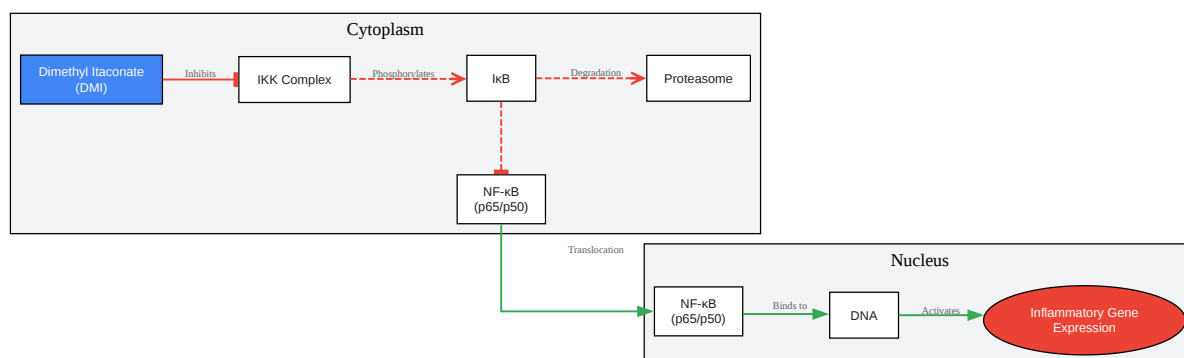 Cytoplasm
Dimethyl Itaconate
(DMI)
Inhibits
IKK Complex
Phosphorylates
IκB
Degradation
Proteasome
NF-κB
(p65/p50)
Translocation
Nucleus
NF-κB
(p65/p50)
Binds to
DNA
Activates
Inflammatory Gene
Expression